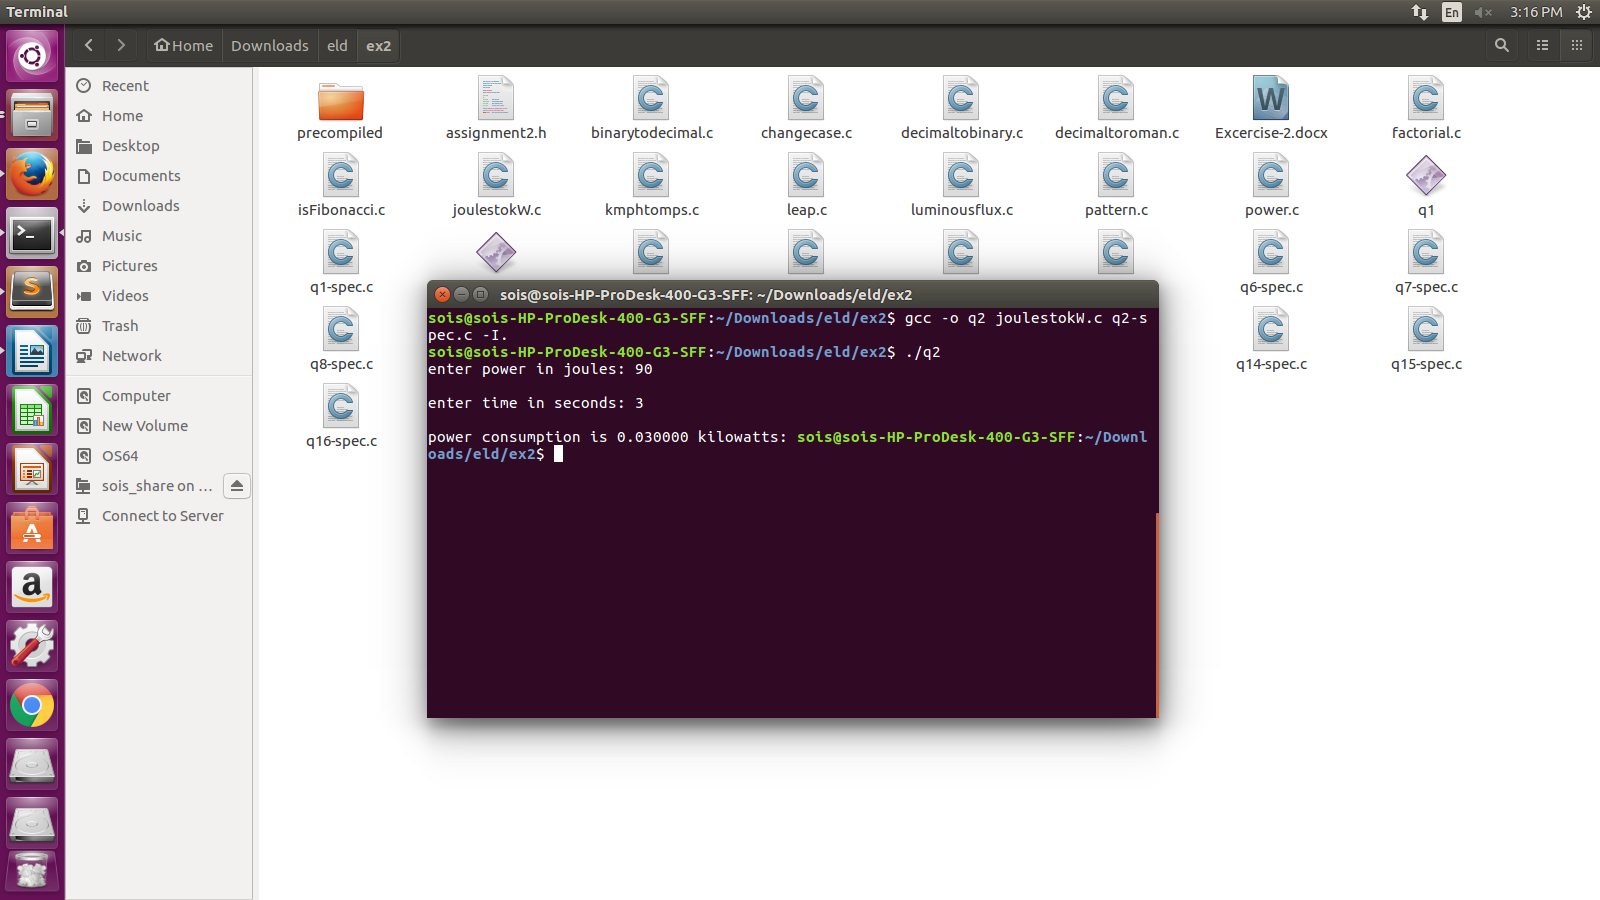 Terminal
En
3:16 PM
Home
Downloads
eld
ex2
Recent
Home
Desktop
Documents
Downloads
Music
Pictures
Videos
Trash
Network
Computer
New Volume
OS64
sois_share on ...
Connect to Server
precompiled
assignment2.h
binarytodecimal.c
changecase.c
decimaltobinary.c
decimaltoroman.c
Excercise-2.docx
factorial.c
isFibonacci.c
joulestokW.c
kmphtomps.c
leap.c
luminousflux.c
pattern.c
power.c
q1
q1-spec.c
q6-spec.c
q7-spec.c
q8-spec.c
q14-spec.c
q15-spec.c
q16-spec.c
sois@sois-HP-ProDesk-400-G3-SFF: ~/Downloads/eld/ex2
sois@sois-HP-ProDesk-400-G3-SFF:~/Downloads/eld/ex2$ gcc -o q2 joulestokW.c q2-s
pec.c -I.
sois@sois-HP-ProDesk-400-G3-SFF:~/Downloads/eld/ex2$ ./q2
enter power in joules: 90
enter time in seconds: 3
power consumption is 0.030000 kilowatts: sois@sois-HP-ProDesk-400-G3-SFF:~/Downl
oads/eld/ex2$